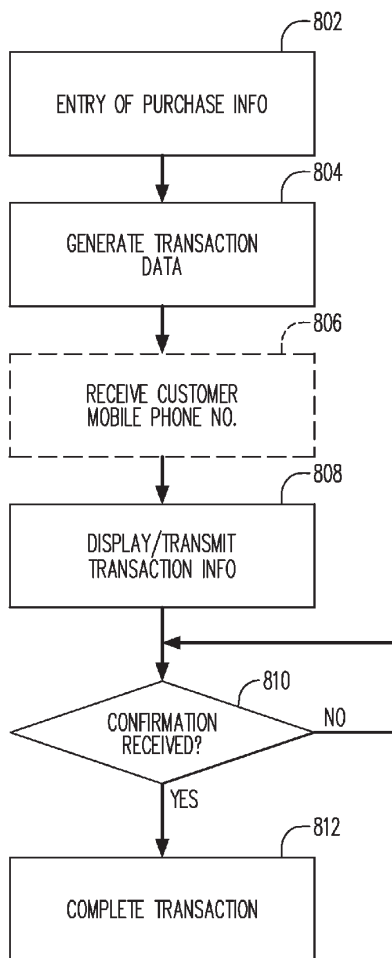 802
ENTRY OF PURCHASE INFO
804
GENERATE TRANSACTION
DATA
806
RECEIVE CUSTOMER
MOBILE PHONE NO.
808
DISPLAY/TRANSMIT
TRANSACTION INFO
810
CONFIRMATION
RECEIVED?
NO
YES
812
COMPLETE TRANSACTION